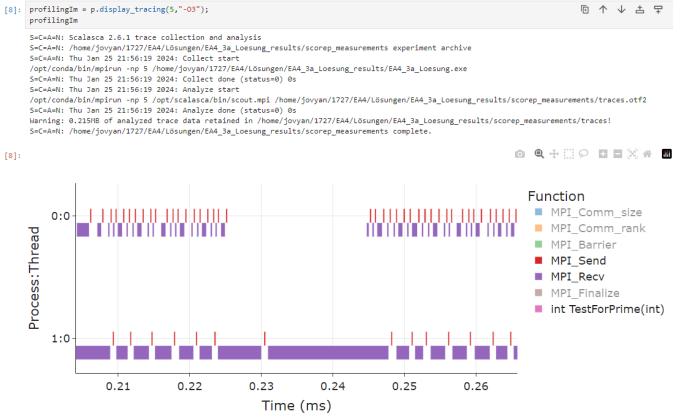 [8]:
profilingIm = p.display_tracing(5,"-O3");
profilingIm
S=C=A=N: Scalasca 2.6.1 trace collection and analysis
S=C=A=N: /home/jovyan/1727/EA4/Lösungen/EA4_3a_Loesung_results/scorep_measurements experiment archive
S=C=A=N: Thu Jan 25 21:56:19 2024: Collect start
/opt/conda/bin/mpirun -np 5 /home/jovyan/1727/EA4/Lösungen/EA4_3a_Loesung_results/EA4_3a_Loesung.exe
S=C=A=N: Thu Jan 25 21:56:19 2024: Collect done (status=0) 0s
S=C=A=N: Thu Jan 25 21:56:19 2024: Analyze start
/opt/conda/bin/mpirun -np 5 /opt/scalasca/bin/scout.mpi /home/jovyan/1727/EA4/Lösungen/EA4_3a_Loesung_results/scorep_measurements/traces.otf2
S=C=A=N: Thu Jan 25 21:56:19 2024: Analyze done (status=0) 0s
Warning: 0.215MB of analyzed trace data retained in /home/jovyan/1727/EA4/Lösungen/EA4_3a_Loesung_results/scorep_measurements/traces!
S=C=A=N: /home/jovyan/1727/EA4/Lösungen/EA4_3a_Loesung_results/scorep_measurements complete.
[8]:
Process:Thread
0:0
1:0
0.21
0.22
0.23
0.24
0.25
0.26
Time (ms)
Function
MPI_Comm_size
MPI_Comm_rank
MPI_Barrier
MPI_Send
MPI_Recv
MPI_Finalize
int TestForPrime(int)